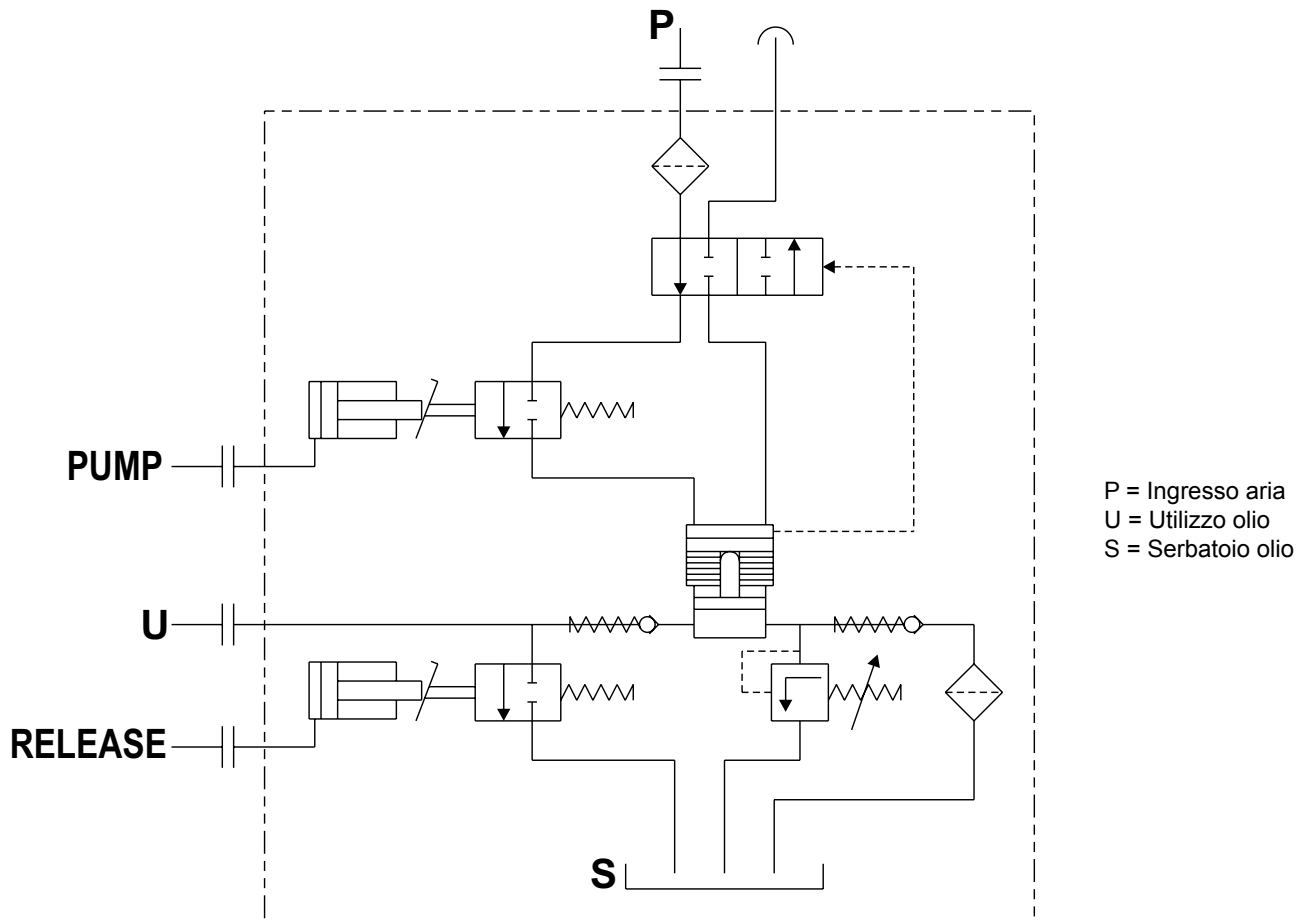 P
PUMP
P = Ingresso aria
U = Utilizzo olio
S = Serbatoio olio
U
RELEASE
S